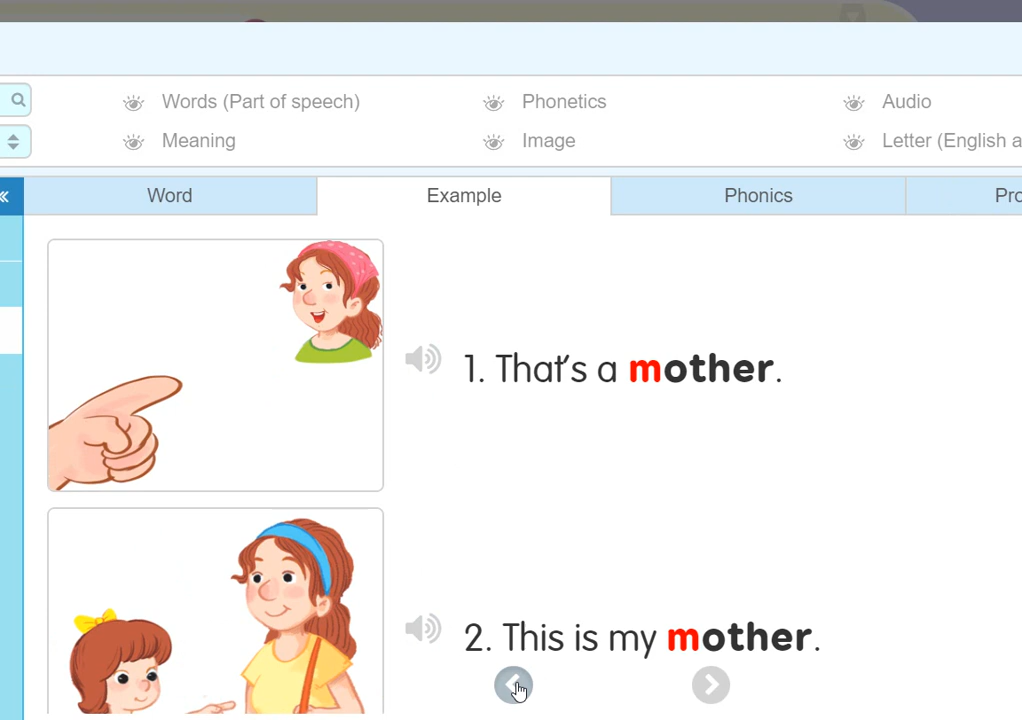 Words (Part of speech) Phonetics Audio
Meaning Image Letter (English a
Word Example Phonics Pro
1. That's a mother.
2. This is my mother.